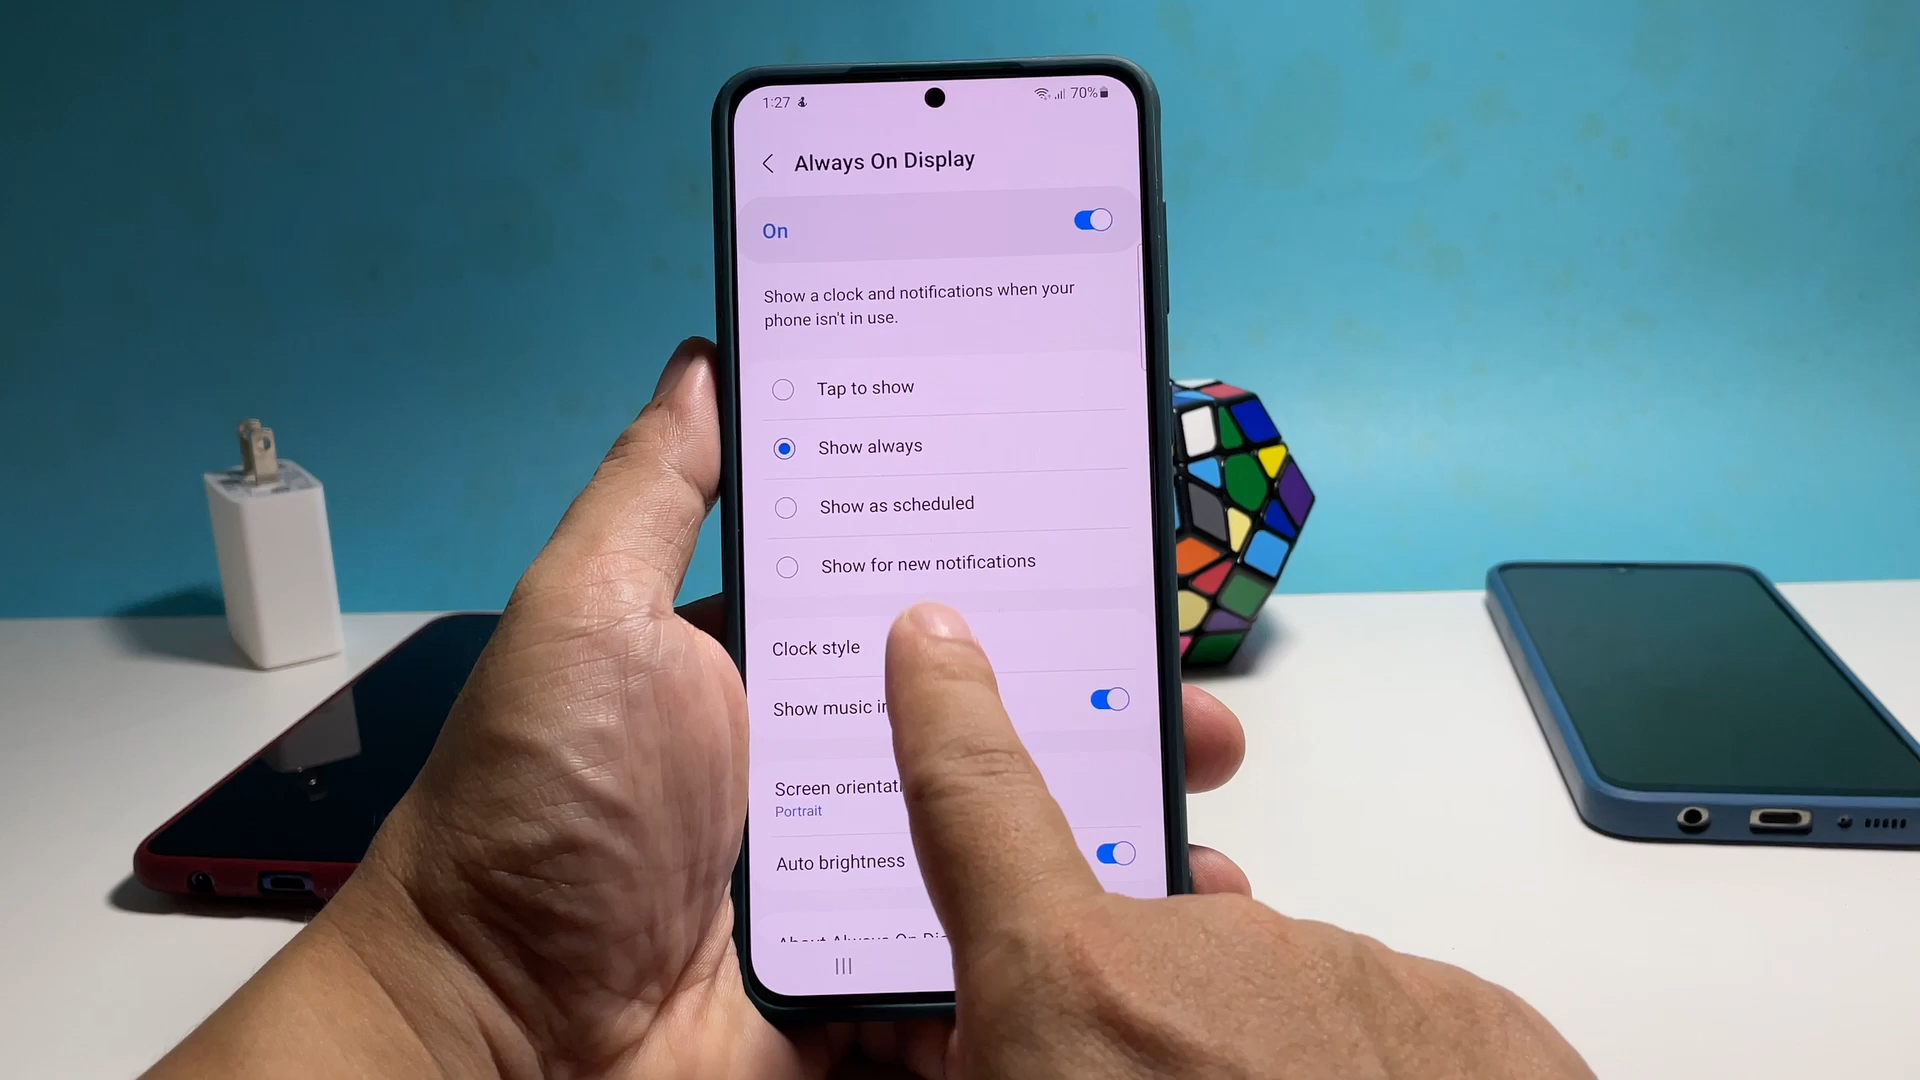 1:27 70%
Always On Display
On
Show a clock and notifications when your
phone isn't in use.
Tap to show
Show always
Show as scheduled
Show for new notifications
Clock style
Show music
Screen
Portrait
Auto brightness